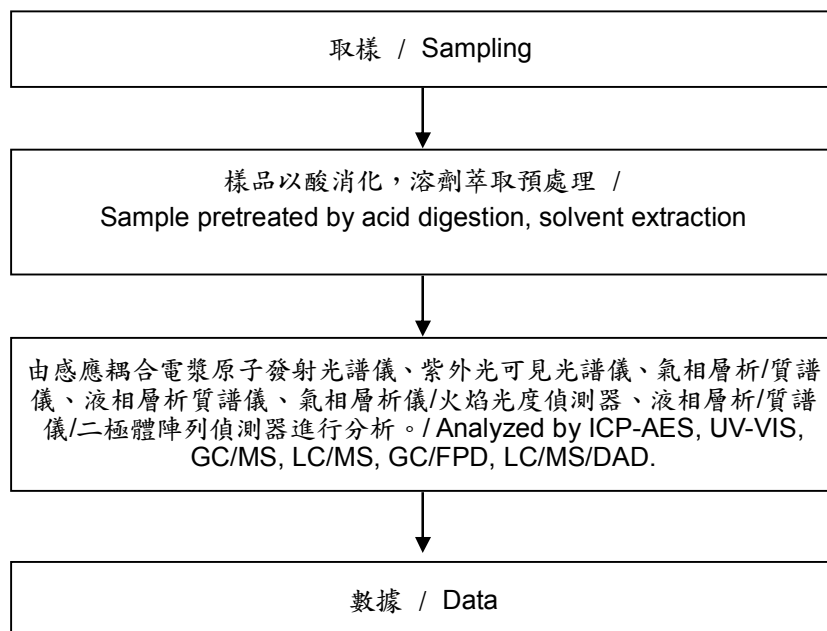 取樣 / Sampling
樣品以酸消化，溶劑萃取預處理 /
Sample pretreated by acid digestion, solvent extraction
由感應耦合電漿原子發射光譜儀、紫外光可見光譜儀、氣相層析/質譜
儀、液相層析質譜儀、氣相層析儀/火焰光度偵測器、液相層析/質譜
儀/二極體陣列偵測器進行分析。/ Analyzed by ICP-AES, UV-VIS,
GC/MS, LC/MS, GC/FPD, LC/MS/DAD.
數據 / Data